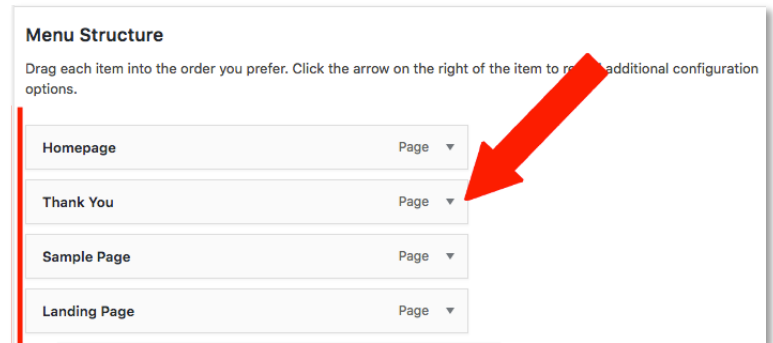 Menu Structure
Drag each item into the order you prefer. Click the arrow on the right of the item to additional configuration
options.
Homepage Page
Thank You Page
Sample Page Page
Landing Page Page